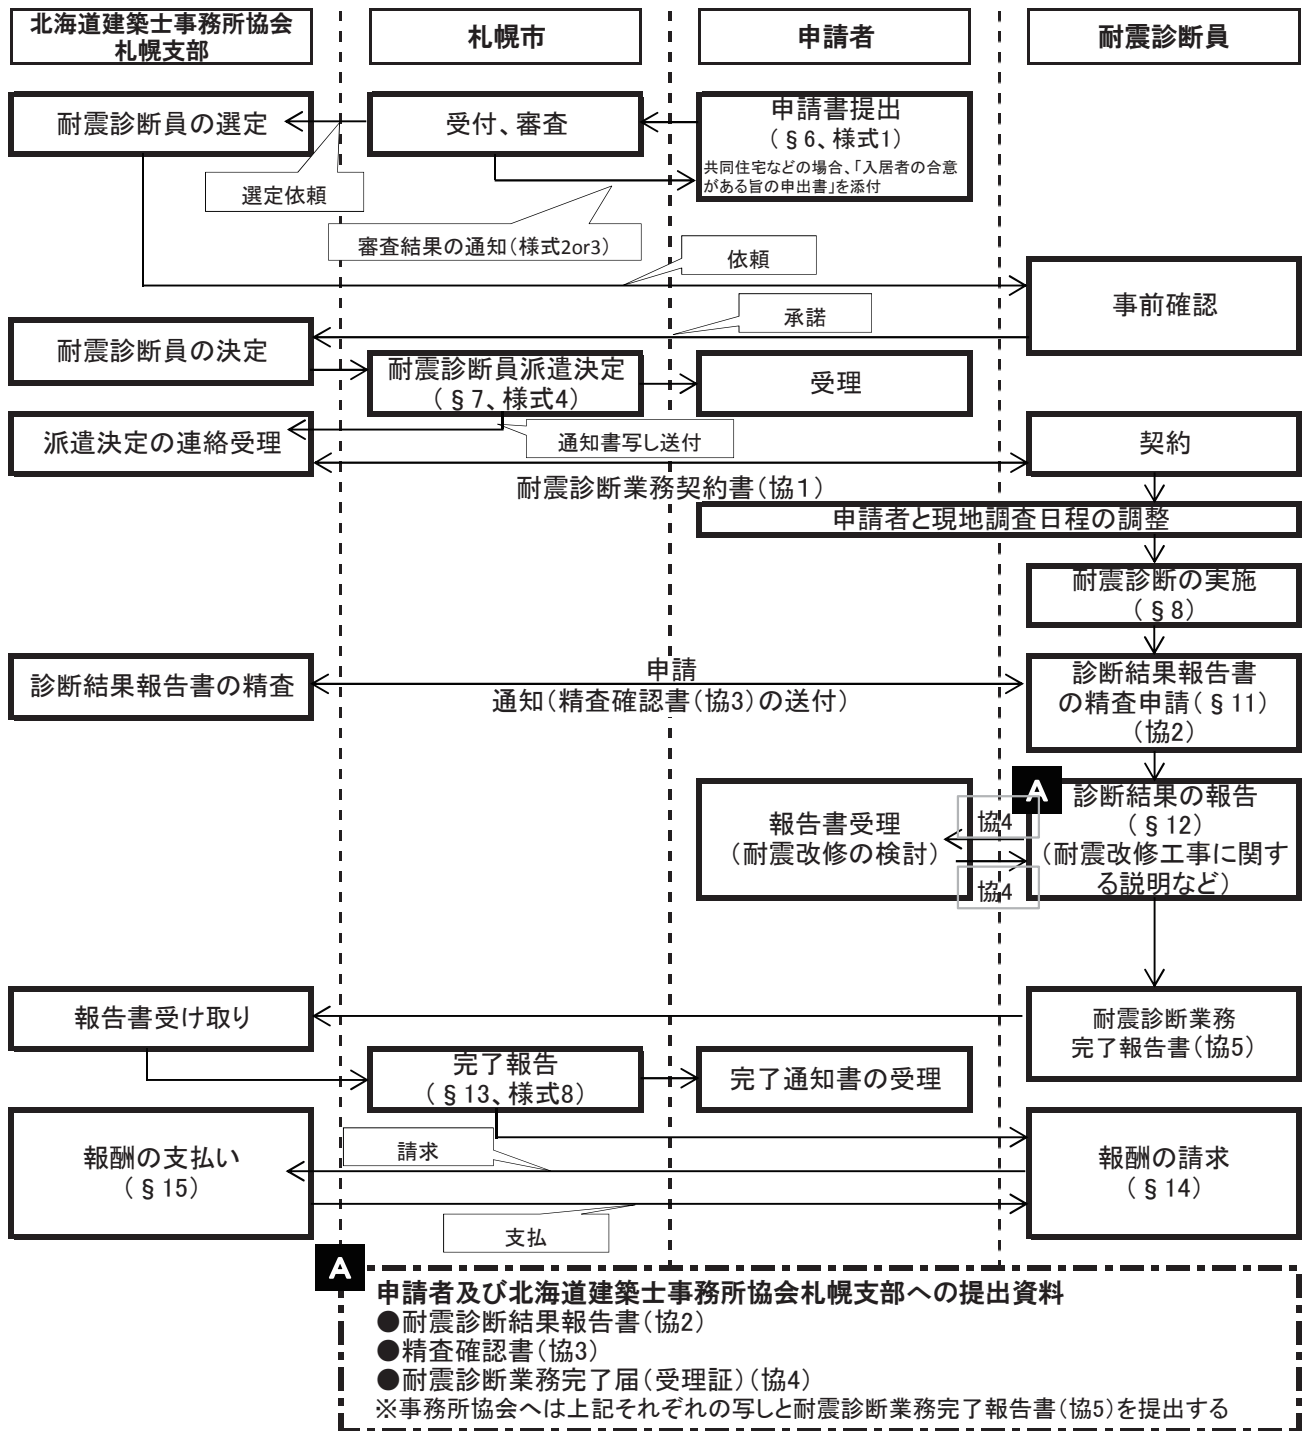 北海道建築士事務所協会
札幌支部
札幌市
申請者
耐震診断員
耐震診断員の選定
受付、審査
申請書提出
(§6、様式1)
共同住宅などの場合、「入居者の合意
がある旨の申出書」を添付
選定依頼
審査結果の通知(様式2or3)
依頼
事前確認
承諾
耐震診断員の決定
耐震診断員派遣決定
(§7、様式4)
受理
派遣決定の連絡受理
通知書写し送付
契約
耐震診断業務契約書(協1)
申請者と現地調査日程の調整
耐震診断の実施
(§8)
診断結果報告書の精査
申請
通知(精査確認書(協3)の送付)
診断結果報告書
の精査申請(§11)
(協2)
A
報告書受理
(耐震改修の検討)
協4
協4
診断結果の報告
(§12)
(耐震改修工事に関す
る説明など)
報告書受け取り
耐震診断業務
完了報告書(協5)
完了報告
(§13、様式8)
完了通知書の受理
報酬の支払い
(§15)
請求
報酬の請求
(§14)
支払
A
申請者及び北海道建築士事務所協会札幌支部への提出資料
●耐震診断結果報告書(協2)
●精査確認書(協3)
●耐震診断業務完了届(受理証)(協4)
※事務所協会へは上記それぞれの写しと耐震診断業務完了報告書(協5)を提出する